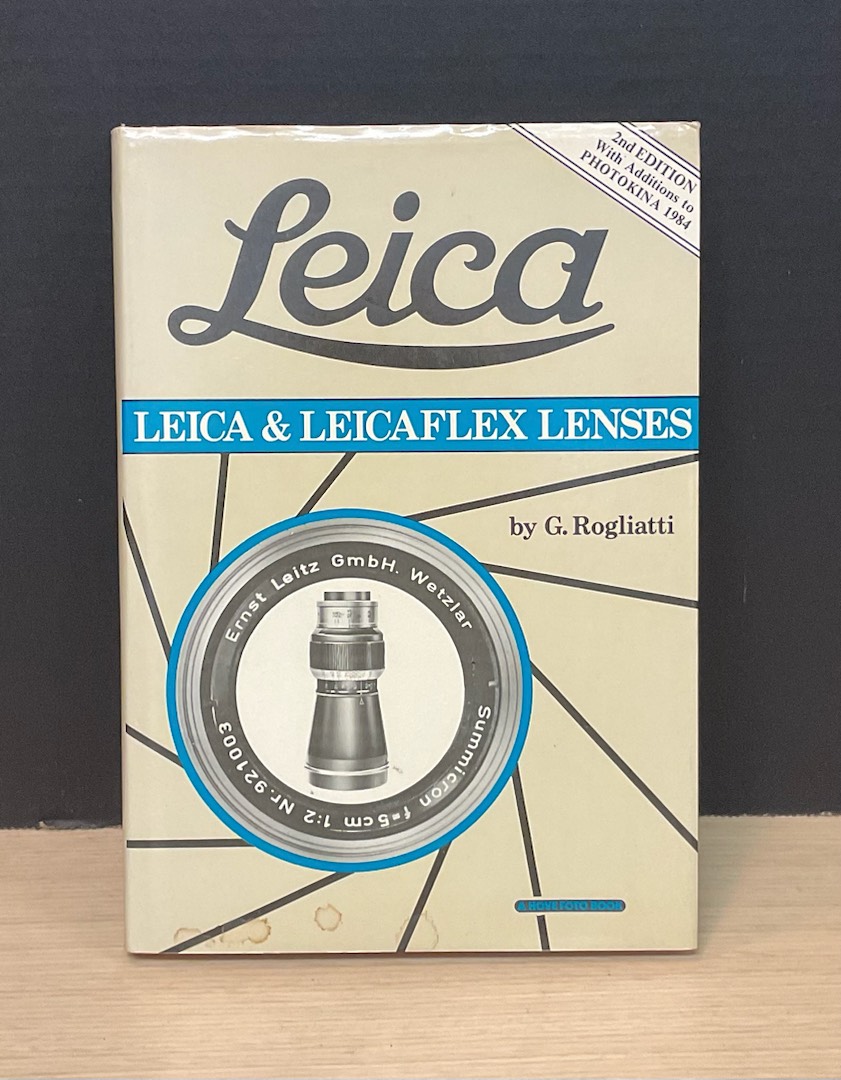 2nd EDITION
With Additions to
PHOTOKINA 1984
Leica
LEICA & LEICAFLEX LENSES
by G. Rogliatti
Ernst Leitz GmbH. Wetzlar
Summicron f=5cm 1:2 Nr. 921003
A HOVE FOTO BOOK